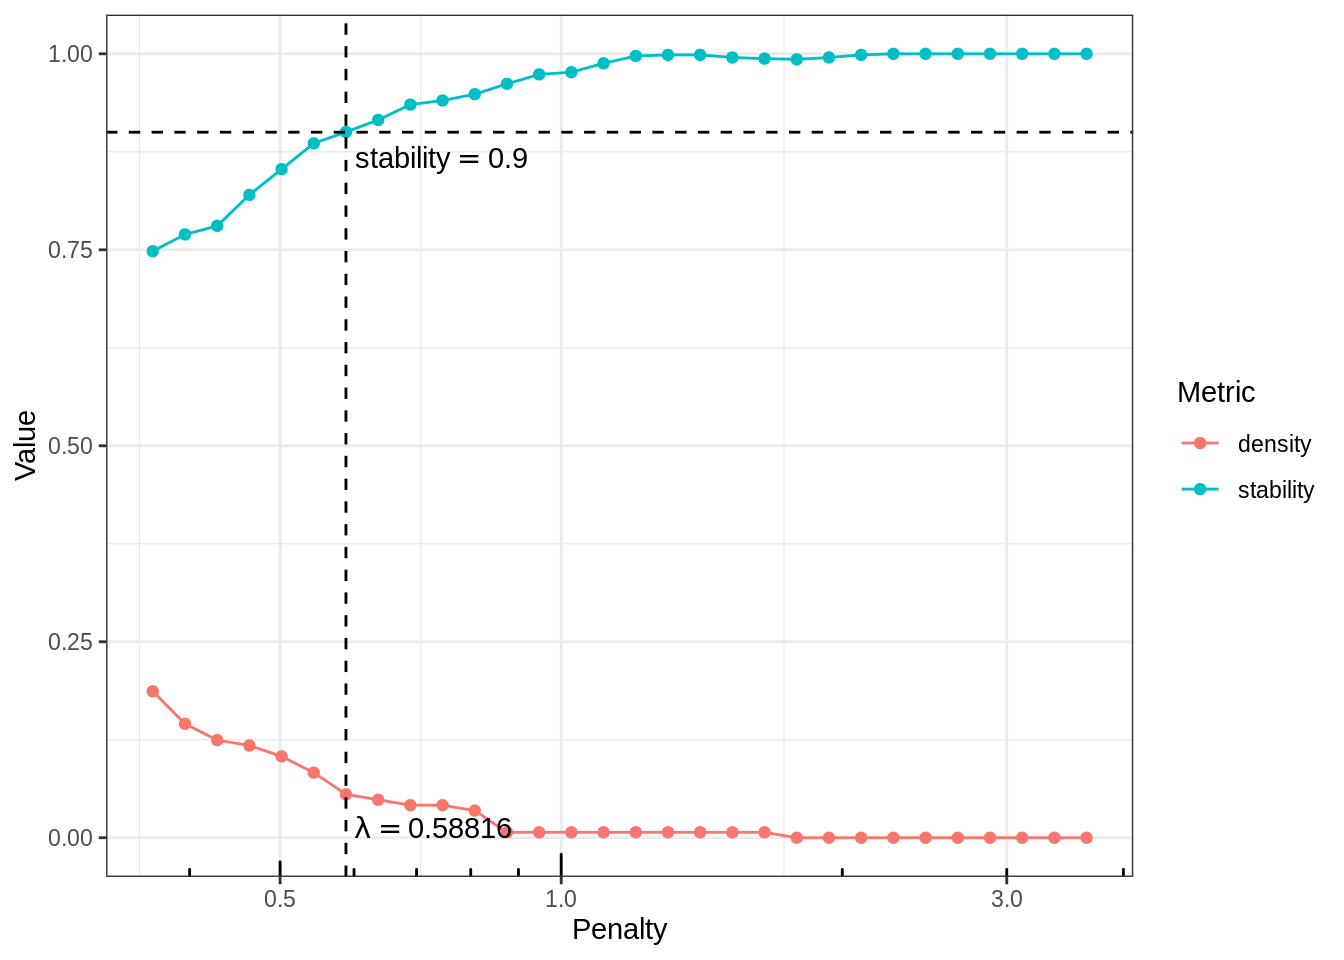 1.00
0.75
0.50
0.25
0.00
Value
stability = 0.9
λ = 0.58816
0.5
1.0
3.0
Penalty
Metric
density
stability